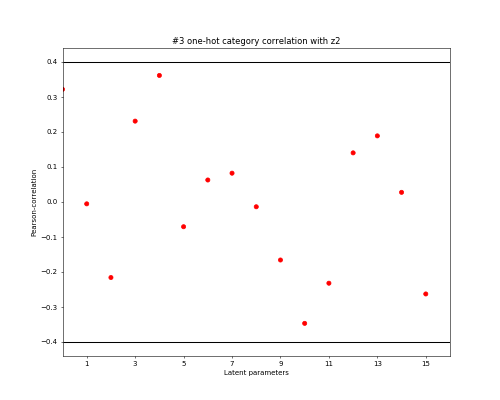 #3 one-hot category correlation with z2
0.4
0.3
0.2
0.1
0.0
−0.1
−0.2
−0.3
−0.4
Pearson-correlation
1 3 5 7 9 11 13 15
Latent parameters